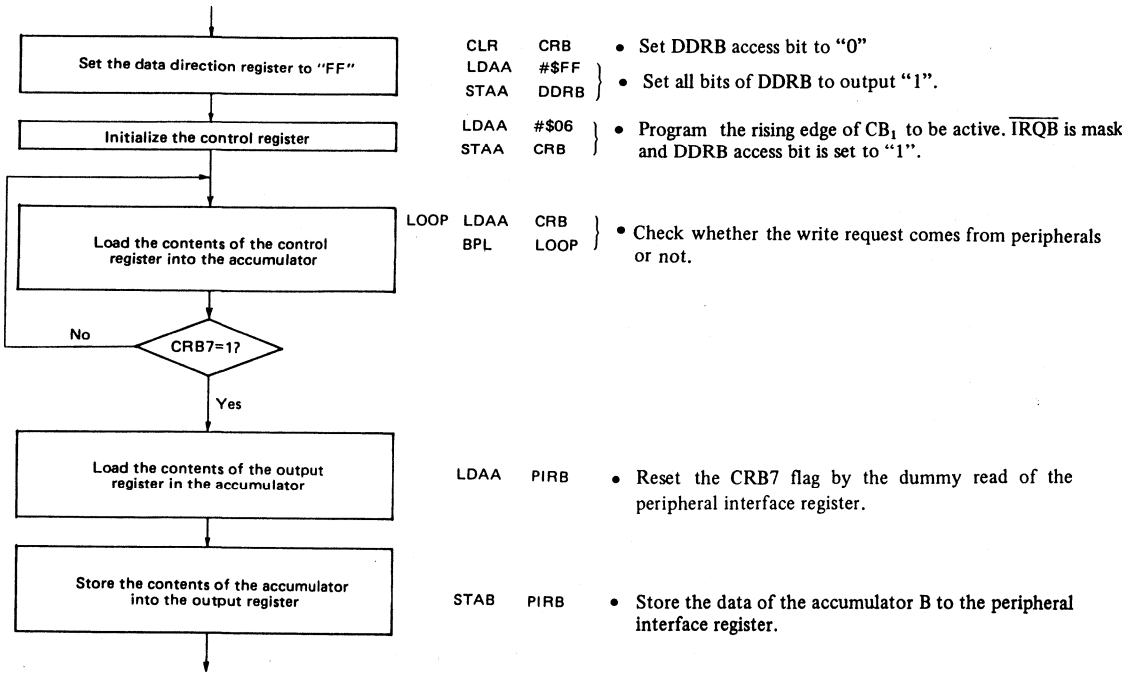 Set the data direction register to "FF"
CLR CRB • Set DDRB access bit to “0”
LDAA #$FF
STAA DDRB } • Set all bits of DDRB to output “1”.
Initialize the control register
LDAA #$06 } • Program the rising edge of CB₁ to be active. I̅R̅Q̅B̅ is mask
STAA CRB and DDRB access bit is set to “1”.
Load the contents of the control
register into the accumulator
LOOP LDAA CRB } • Check whether the write request comes from peripherals
BPL LOOP or not.
No
CRB7=1?
Yes
Load the contents of the output
register in the accumulator
LDAA PIRB • Reset the CRB7 flag by the dummy read of the
peripheral interface register.
Store the contents of the accumulator
into the output register
STAB PIRB • Store the data of the accumulator B to the peripheral
interface register.